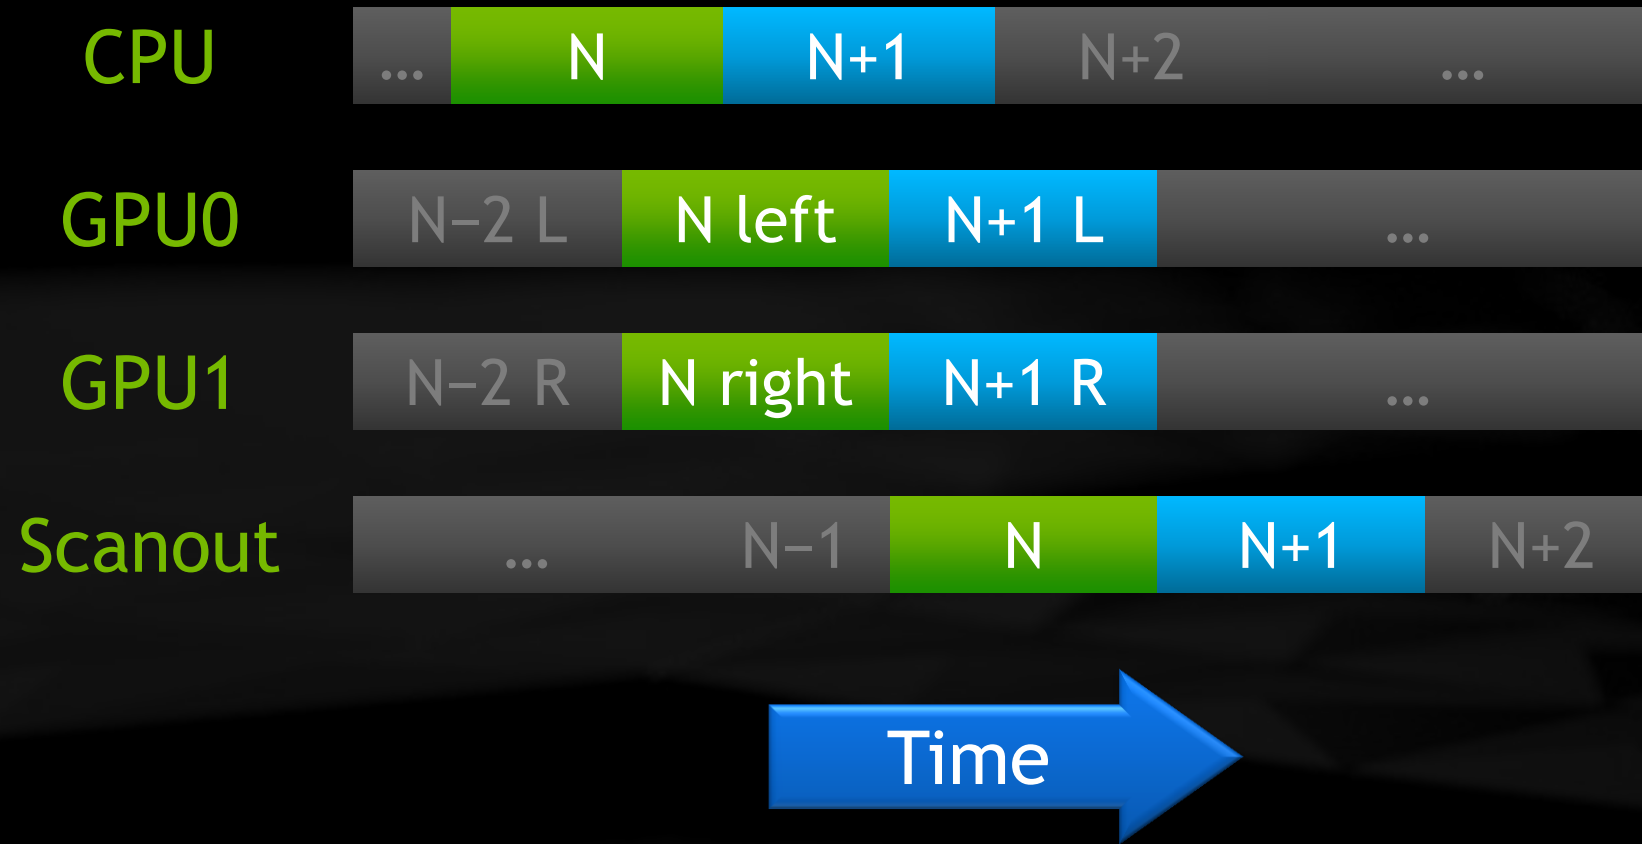 CPU ... N N+1 N+2 ...
GPU0 N–2 L N left N+1 L ...
GPU1 N–2 R N right N+1 R ...
Scanout ... N–1 N N+1 N+2
Time